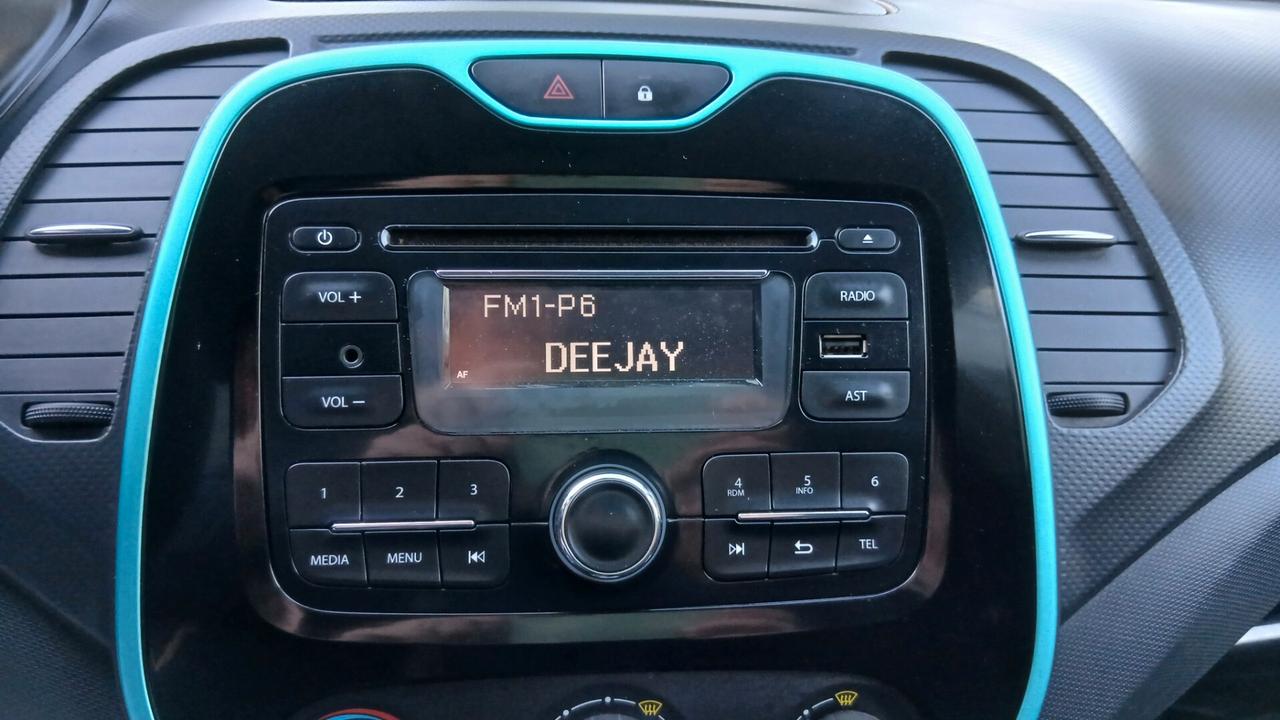 VOL +
FM1-P6
RADIO
DEEJAY
AF
VOL −
AST
1
2
3
4
RDM
5
INFO
6
MEDIA
MENU
TEL